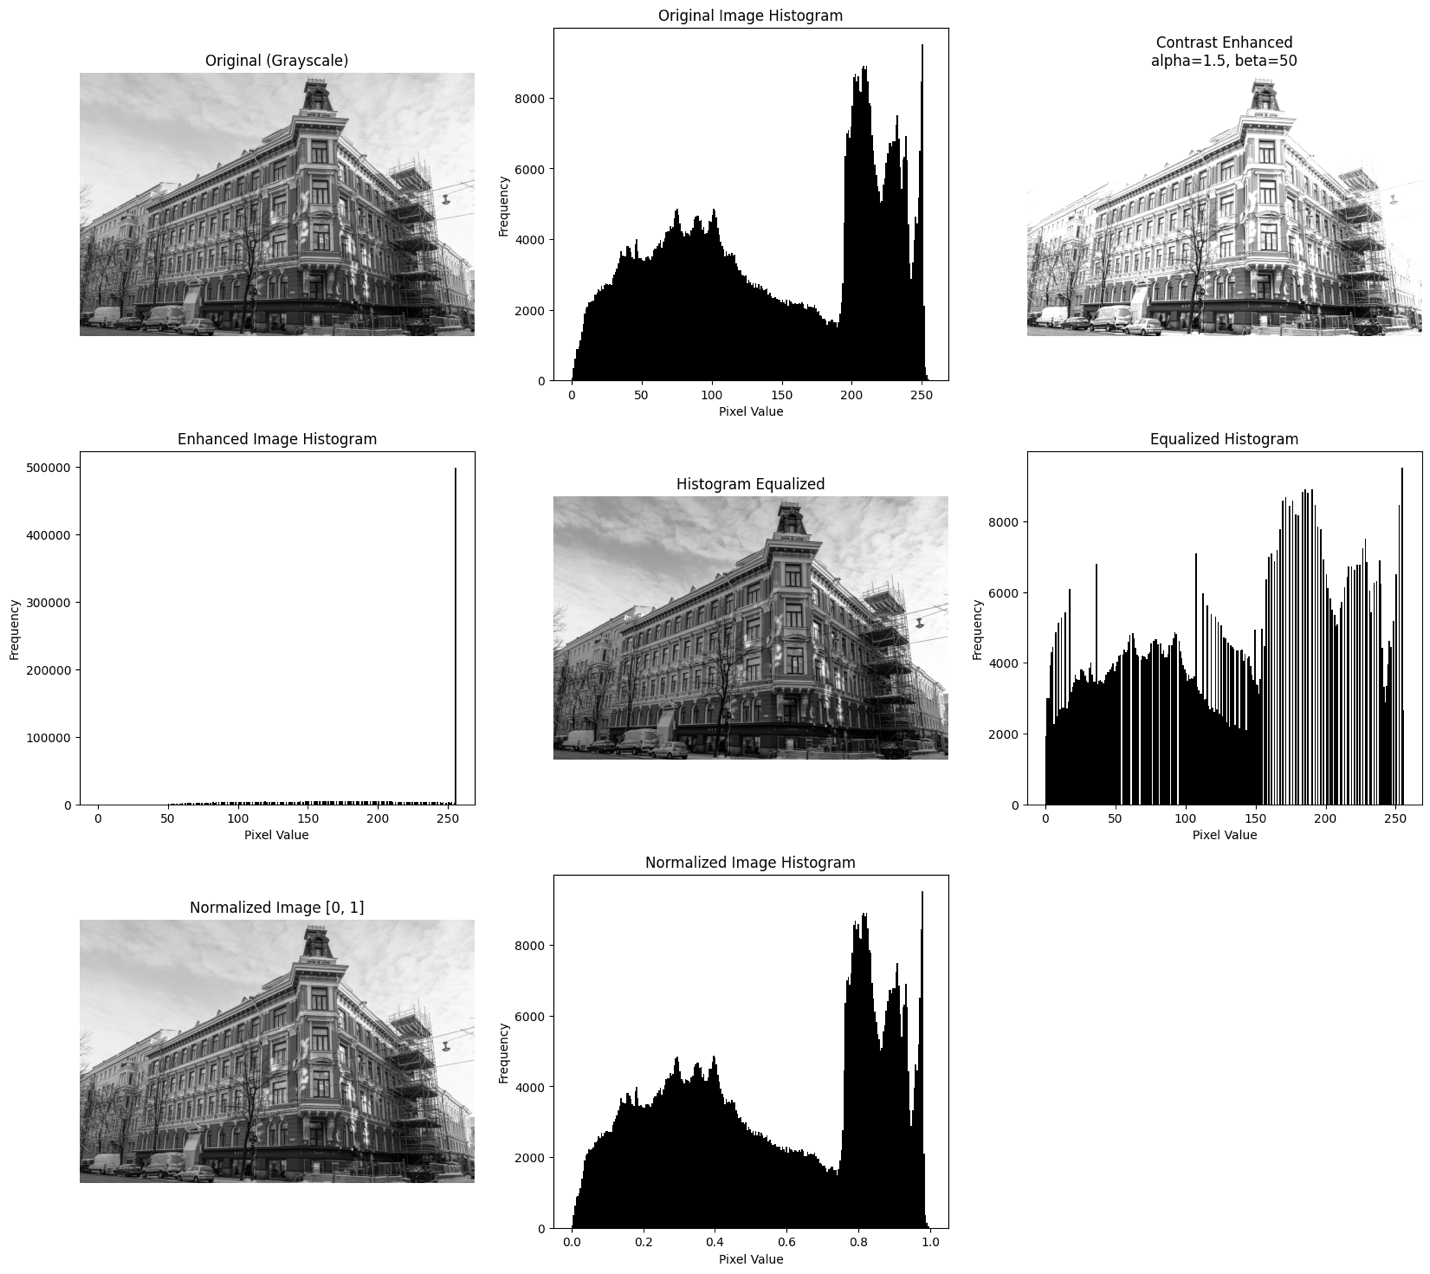 Original (Grayscale)
Original Image Histogram
Frequency
8000
6000
4000
2000
0
0 50 100 150 200 250
Pixel Value
Contrast Enhanced
alpha=1.5, beta=50
Enhanced Image Histogram
Frequency
500000
400000
300000
200000
100000
0
0 50 100 150 200 250
Pixel Value
Histogram Equalized
Equalized Histogram
Frequency
8000
6000
4000
2000
0
0 50 100 150 200 250
Pixel Value
Normalized Image [0, 1]
Normalized Image Histogram
Frequency
8000
6000
4000
2000
0
0.0 0.2 0.4 0.6 0.8 1.0
Pixel Value